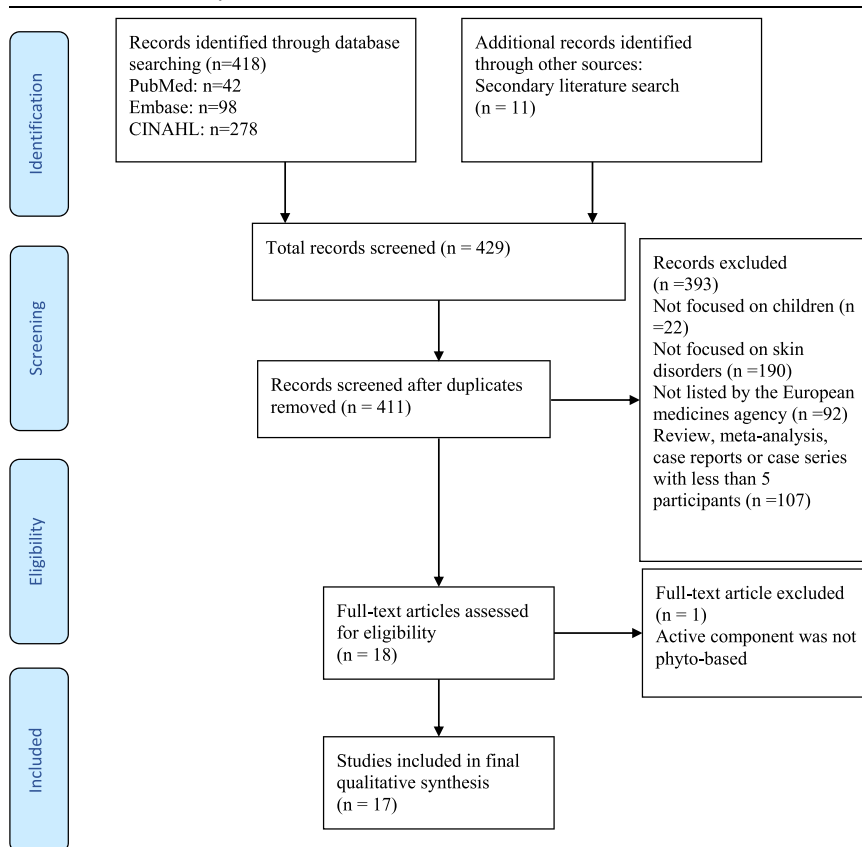 Identification
Records identified through database
searching (n=418)
PubMed: n=42
Embase: n=98
CINAHL: n=278
Additional records identified
through other sources:
Secondary literature search
(n = 11)
Screening
Total records screened (n = 429)
Records screened after duplicates
removed (n = 411)
Records excluded
(n =393)
Not focused on children (n
=22)
Not focused on skin
disorders (n =190)
Not listed by the European
medicines agency (n =92)
Review, meta-analysis,
case reports or case series
with less than 5
participants (n =107)
Eligibility
Full-text articles assessed
for eligibility
(n = 18)
Full-text article excluded
(n = 1)
Active component was not
phyto-based
Included
Studies included in final
qualitative synthesis
(n = 17)